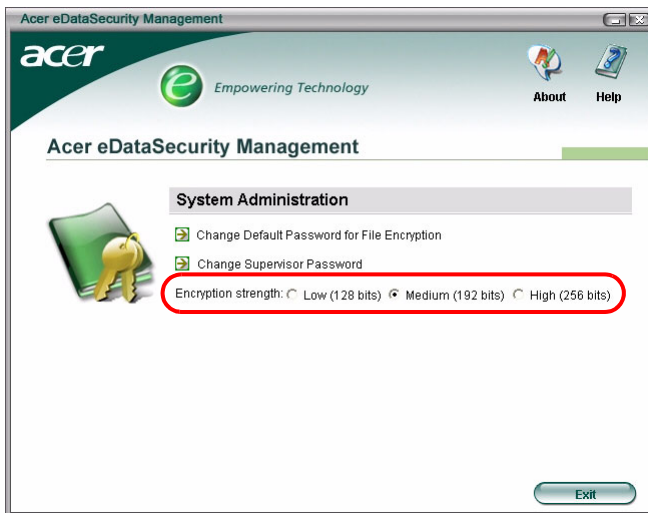 Acer eDataSecurity Management
acer
e Empowering Technology
About Help
Acer eDataSecurity Management
System Administration
Change Default Password for File Encryption
Change Supervisor Password
Encryption strength: Low (128 bits) Medium (192 bits) High (256 bits)
Exit